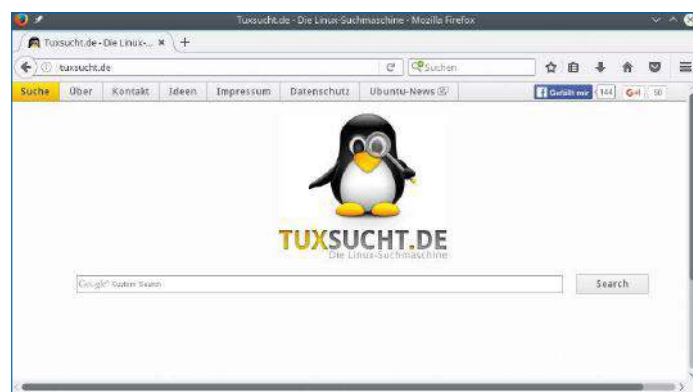 Tuxsucht.de - Die Linux-Suchmaschine - Mozilla Firefox
Tuxsucht.de - Die Linux-...
tuxsucht.de
Suchen
Suche Über Kontakt Ideen Impressum Datenschutz Ubuntu-News
Gefällt mir 144 G+1 50
TUXSUCHT.DE
Die Linux-Suchmaschine
Google Custom Search Search